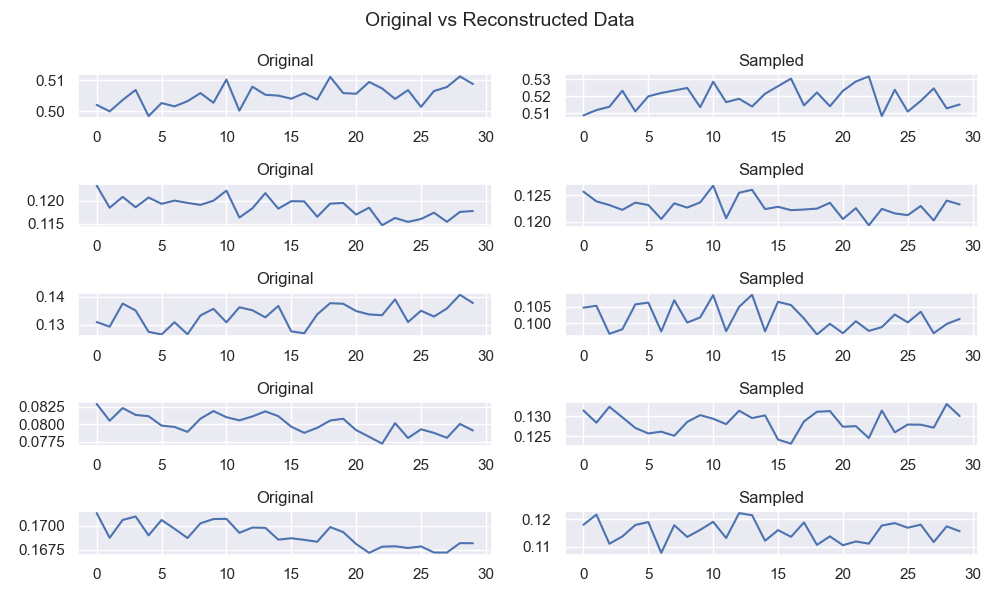 Original vs Reconstructed Data
Original
0.51
0.50
0 5 10 15 20 25 30
Sampled
0.53
0.52
0.51
0 5 10 15 20 25 30
Original
0.120
0.115
0 5 10 15 20 25 30
Sampled
0.125
0.120
0 5 10 15 20 25 30
Original
0.14
0.13
0 5 10 15 20 25 30
Sampled
0.105
0.100
0 5 10 15 20 25 30
Original
0.0825
0.0800
0.0775
0 5 10 15 20 25 30
Sampled
0.130
0.125
0 5 10 15 20 25 30
Original
0.1700
0.1675
0 5 10 15 20 25 30
Sampled
0.12
0.11
0 5 10 15 20 25 30